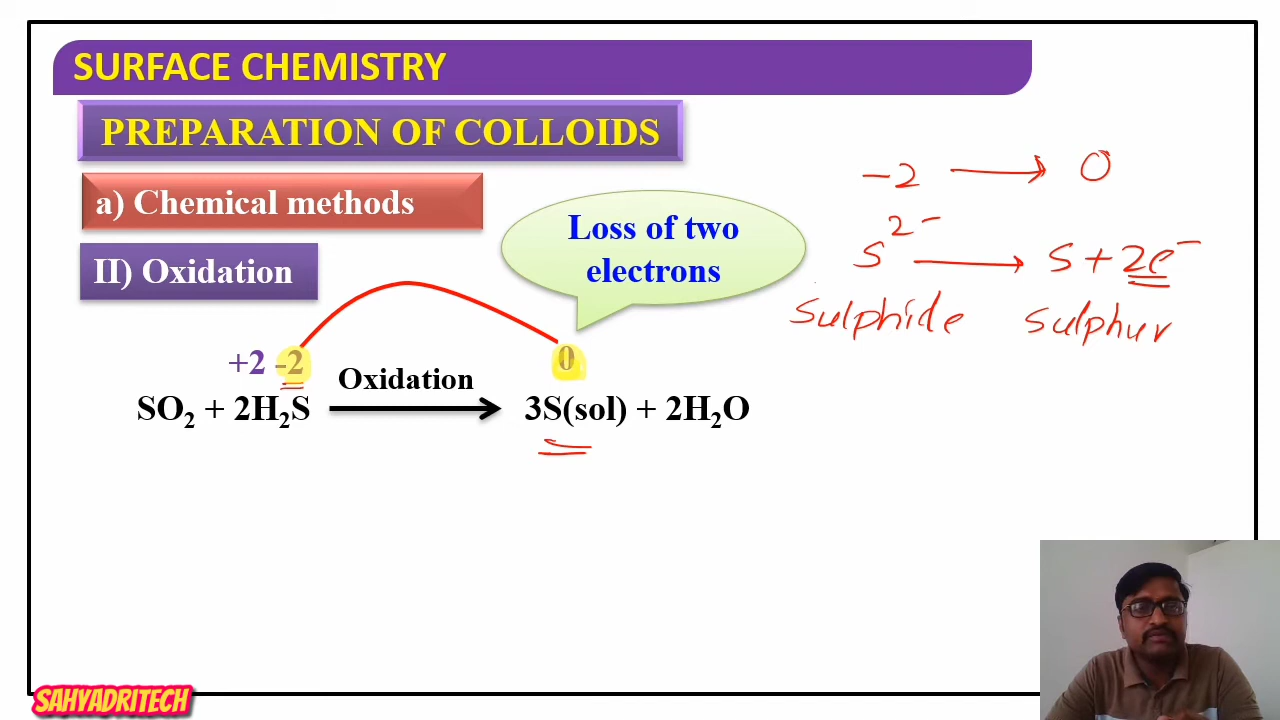 SURFACE CHEMISTRY
PREPARATION OF COLLOIDS
a) Chemical methods
II) Oxidation
Loss of two
electrons
-2 → 0
S²⁻ → S + 2e⁻
sulphide sulphur
+2 -2
Oxidation
0
SO₂ + 2H₂S → 3S(sol) + 2H₂O
SAHYADRITECH